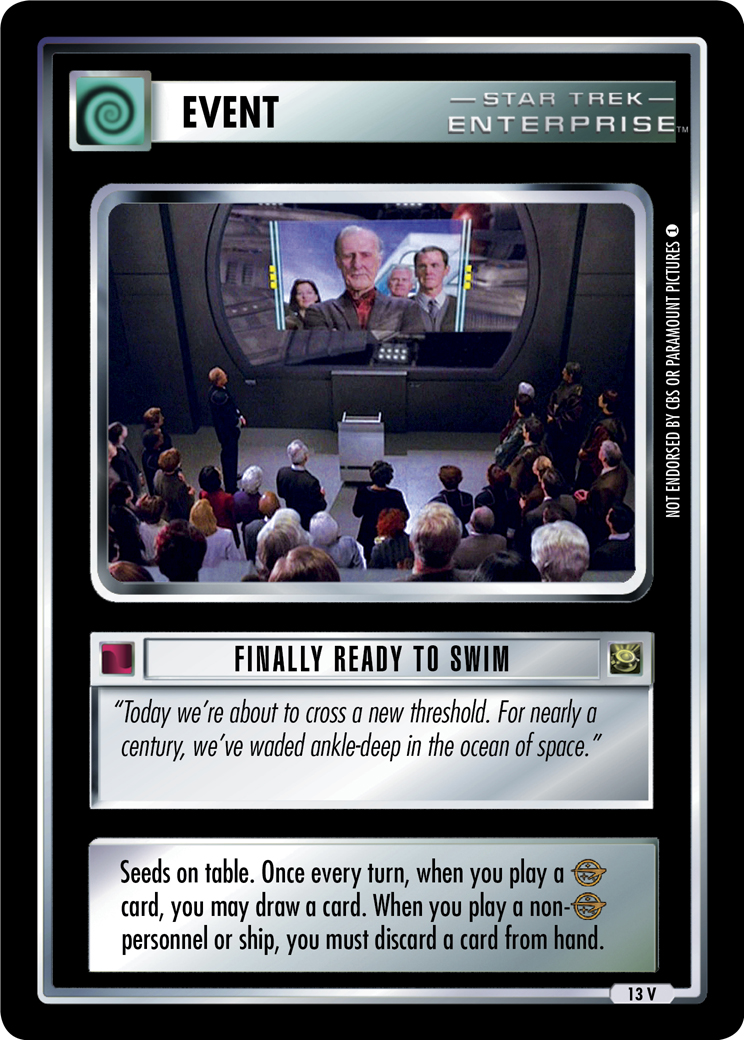 EVENT
— STAR TREK —
ENTERPRISE™
NOT ENDORSED BY CBS OR PARAMOUNT PICTURES 1
FINALLY READY TO SWIM
“Today we’re about to cross a new threshold. For nearly a
century, we’ve waded ankle-deep in the ocean of space.”
Seeds on table. Once every turn, when you play a
card, you may draw a card. When you play a non-
personnel or ship, you must discard a card from hand.
13 V